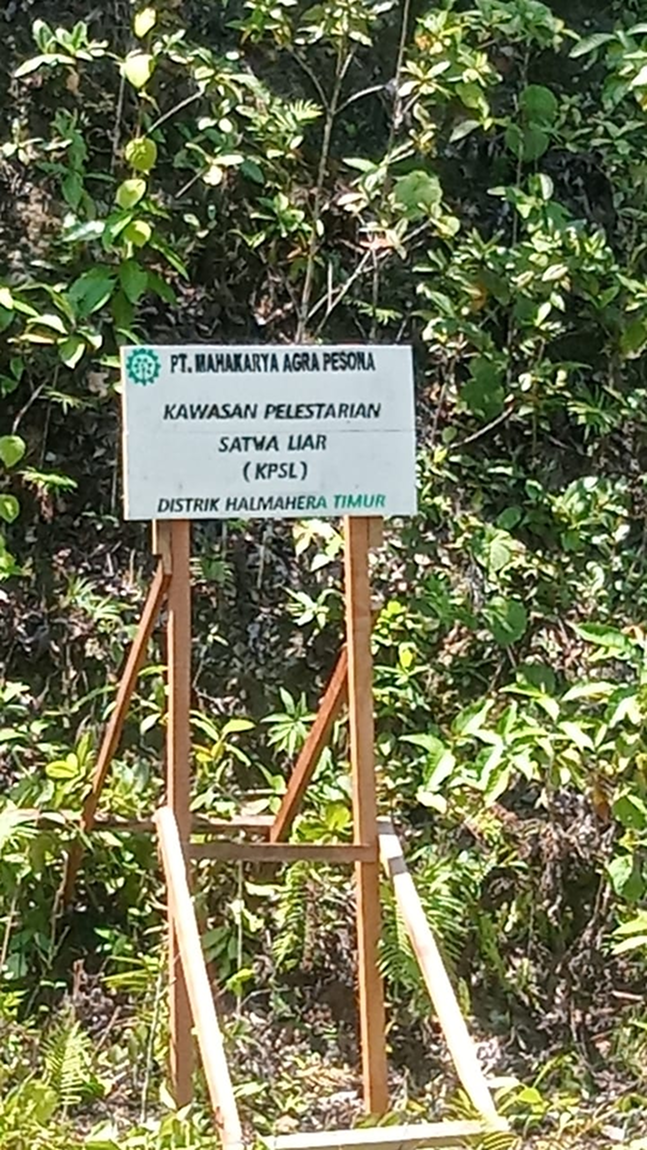 PT. MAHAKARYA AGRA PESONA
KAWASAN PELESTARIAN
SATWA LIAR
(KPSL)
DISTRIK HALMAHERA TIMUR